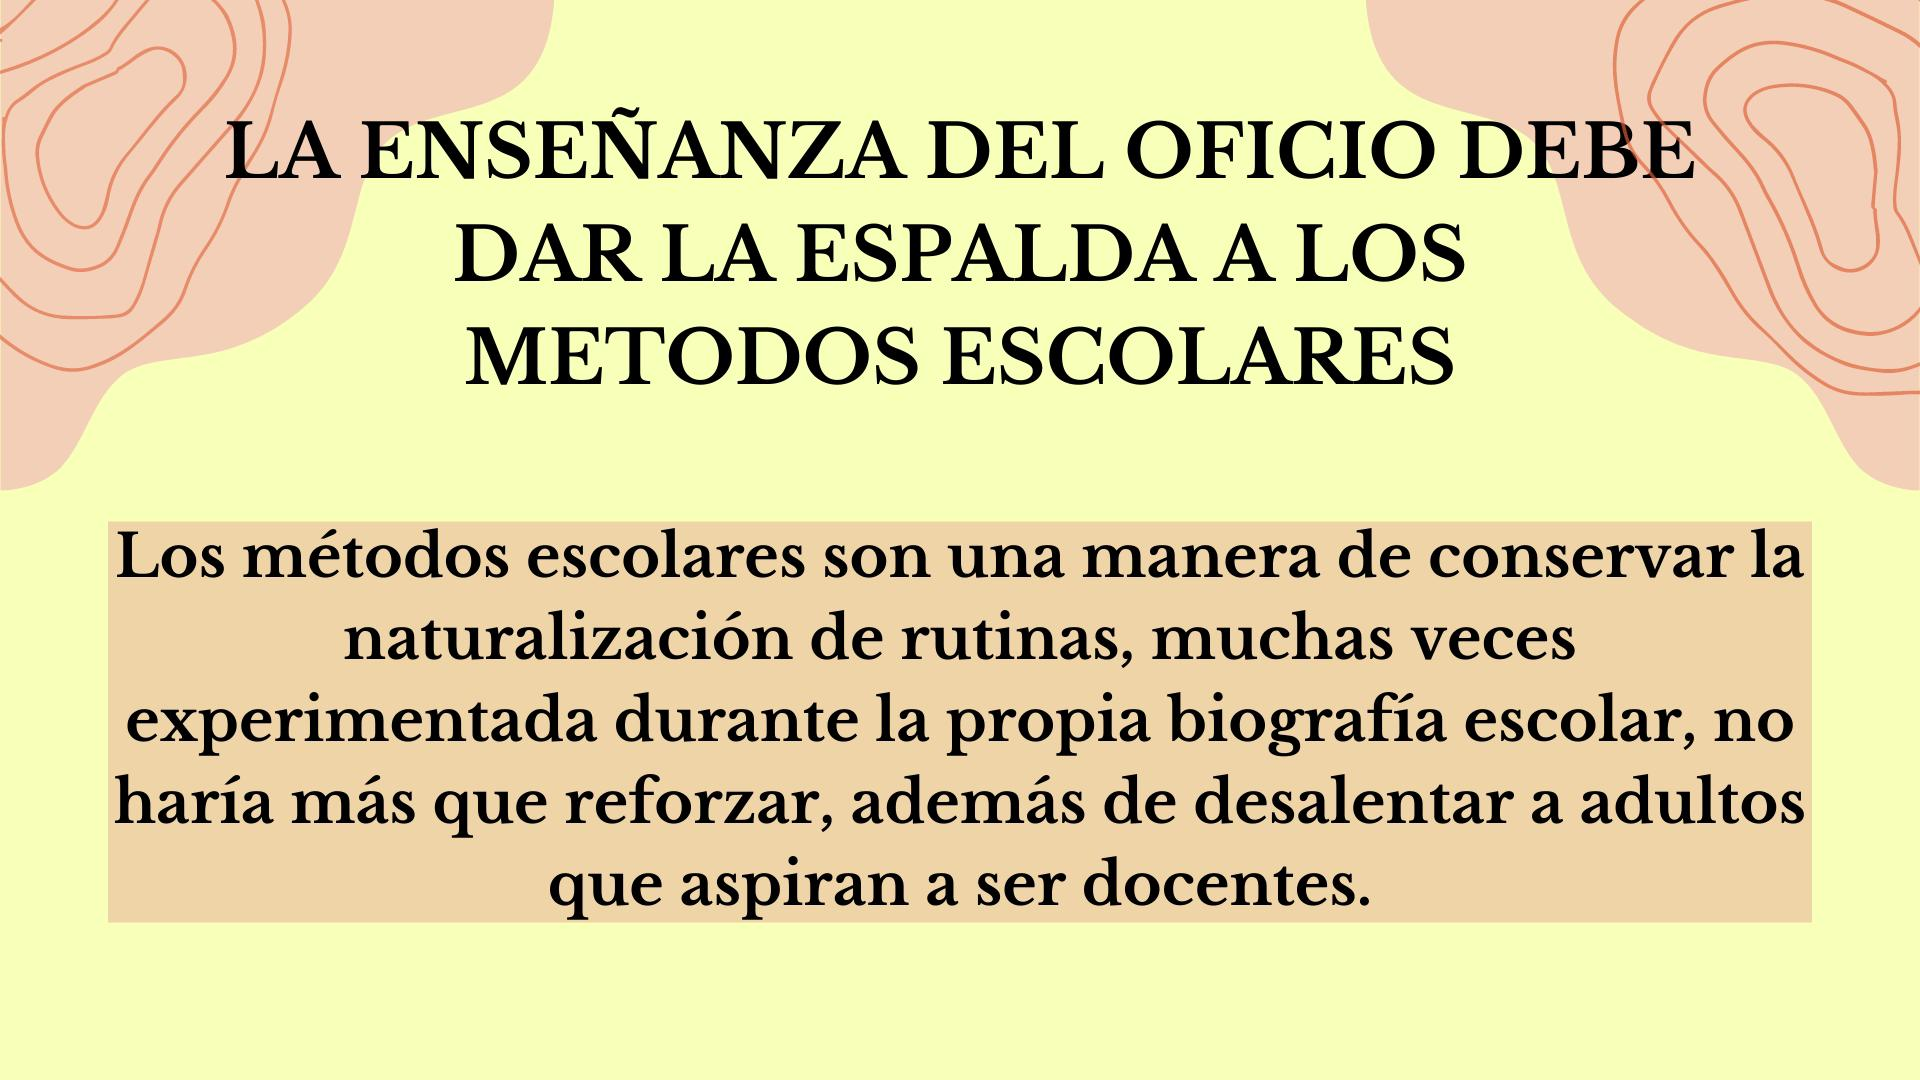 LA ENSEÑANZA DEL OFICIO DEBE
DAR LA ESPALDA A LOS
METODOS ESCOLARES
Los métodos escolares son una manera de conservar la
naturalización de rutinas, muchas veces
experimentada durante la propia biografía escolar, no
haría más que reforzar, además de desalentar a adultos
que aspiran a ser docentes.